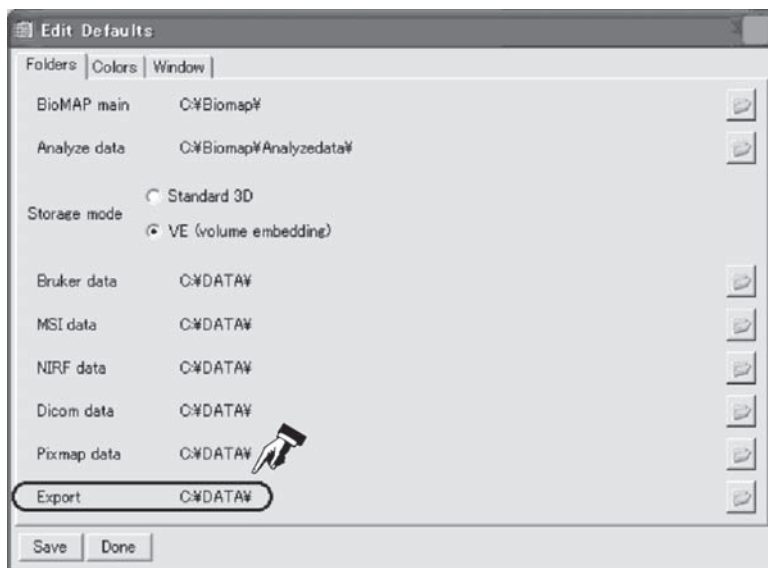 Edit Defaults
Folders Colors Window
BioMAP main C:¥Biomap¥
Analyze data C:¥Biomap¥Analyzedata¥
Standard 3D
Storage mode
VE (volume embedding)
Bruker data C:¥DATA¥
MSI data C:¥DATA¥
NIRF data C:¥DATA¥
Dicom data C:¥DATA¥
Pixmap data C:¥DATA¥
Export C:¥DATA¥
Save Done